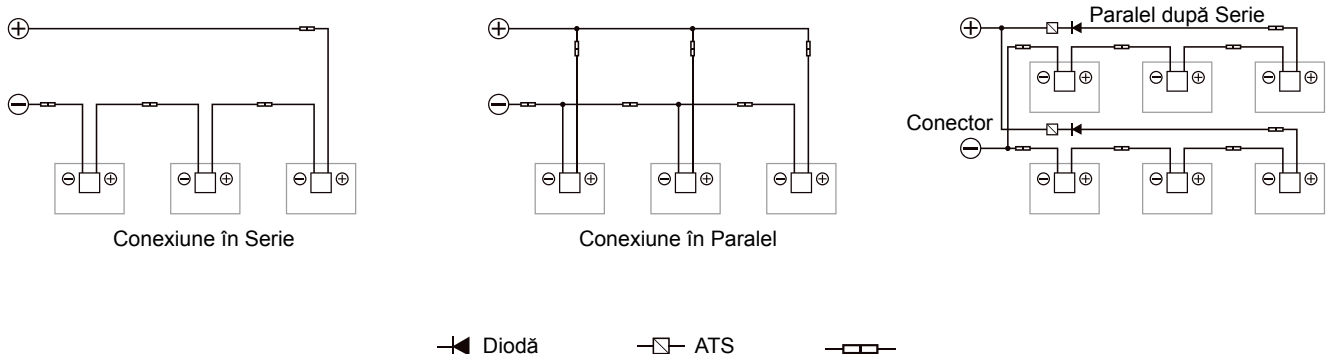 Paralel după Serie
Conector
Conexiune în Serie
Conexiune în Paralel
Diodă
ATS